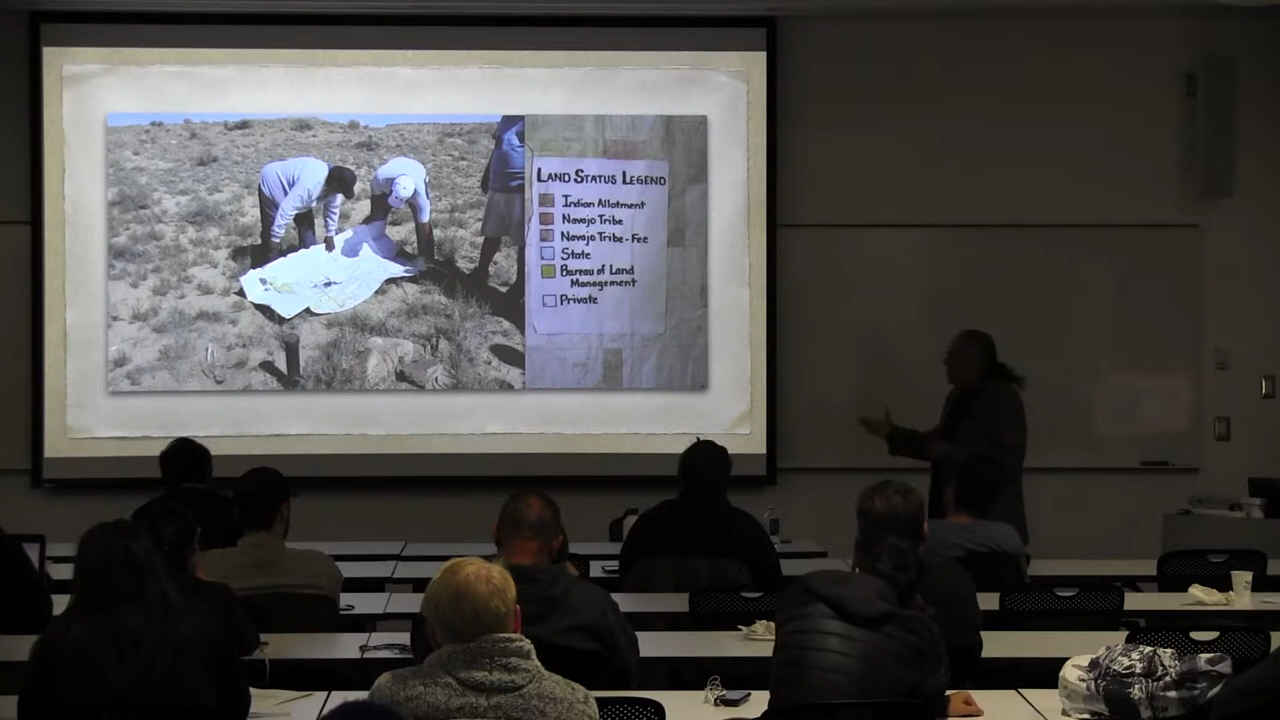 LAND STATUS LEGEND
Indian Allotment
Navajo Tribe
Navajo Tribe-Fee
State
Bureau of Land
Management
Private